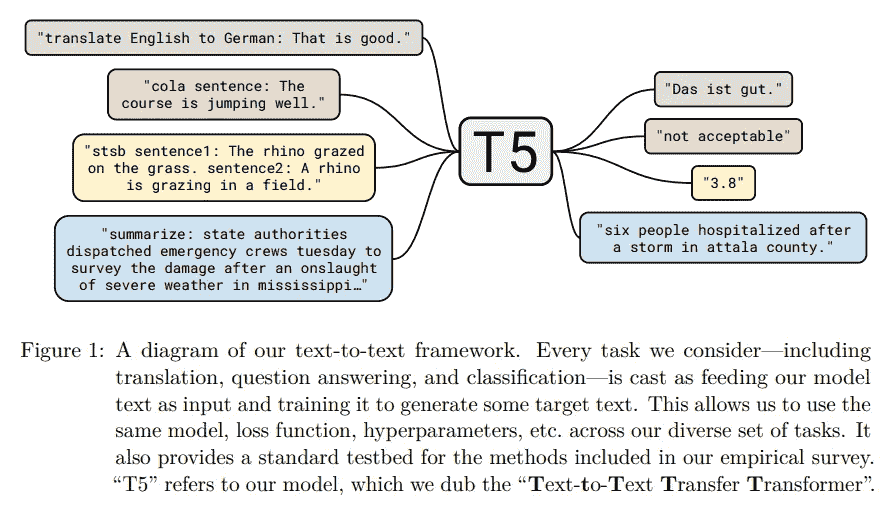 "translate English to German: That is good."
"cola sentence: The
course is jumping well."
"stsb sentence1: The rhino grazed
on the grass. sentence2: A rhino
is grazing in a field."
"summarize: state authorities
dispatched emergency crews tuesday to
survey the damage after an onslaught
of severe weather in mississippi…"
T5
"Das ist gut."
"not acceptable"
"3.8"
"six people hospitalized after
a storm in attala county."
Figure 1: A diagram of our text-to-text framework. Every task we consider—including
translation, question answering, and classification—is cast as feeding our model
text as input and training it to generate some target text. This allows us to use the
same model, loss function, hyperparameters, etc. across our diverse set of tasks. It
also provides a standard testbed for the methods included in our empirical survey.
“T5” refers to our model, which we dub the “Text-to-Text Transfer Transformer”.